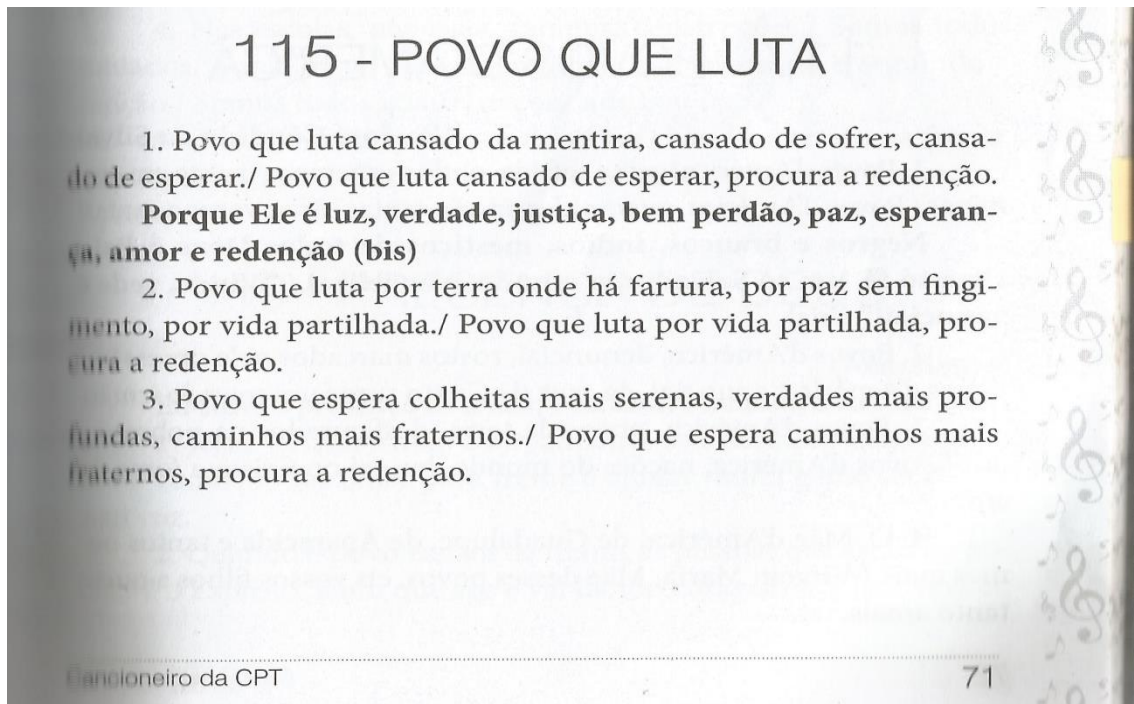 115 - POVO QUE LUTA
1. Povo que luta cansado da mentira, cansado de sofrer, cansa-
do de esperar./ Povo que luta cansado de esperar, procura a redenção.
Porque Ele é luz, verdade, justiça, bem perdão, paz, esperan-
ça, amor e redenção (bis)
2. Povo que luta por terra onde há fartura, por paz sem fingi-
mento, por vida partilhada./ Povo que luta por vida partilhada, pro-
cura a redenção.
3. Povo que espera colheitas mais serenas, verdades mais pro-
fundas, caminhos mais fraternos./ Povo que espera caminhos mais
fraternos, procura a redenção.
Cancioneiro da CPT 71